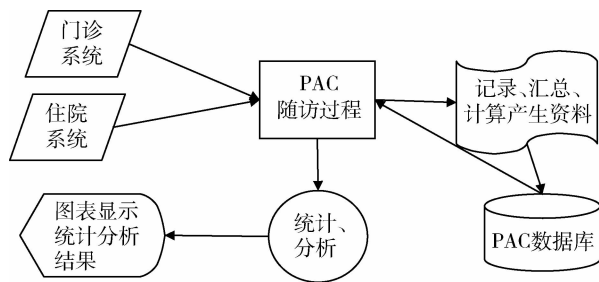 门诊
系统
住院
系统
PAC
随访过程
记录、汇总、
计算产生资料
图表显示
统计分析
结果
统计、
分析
PAC数据库